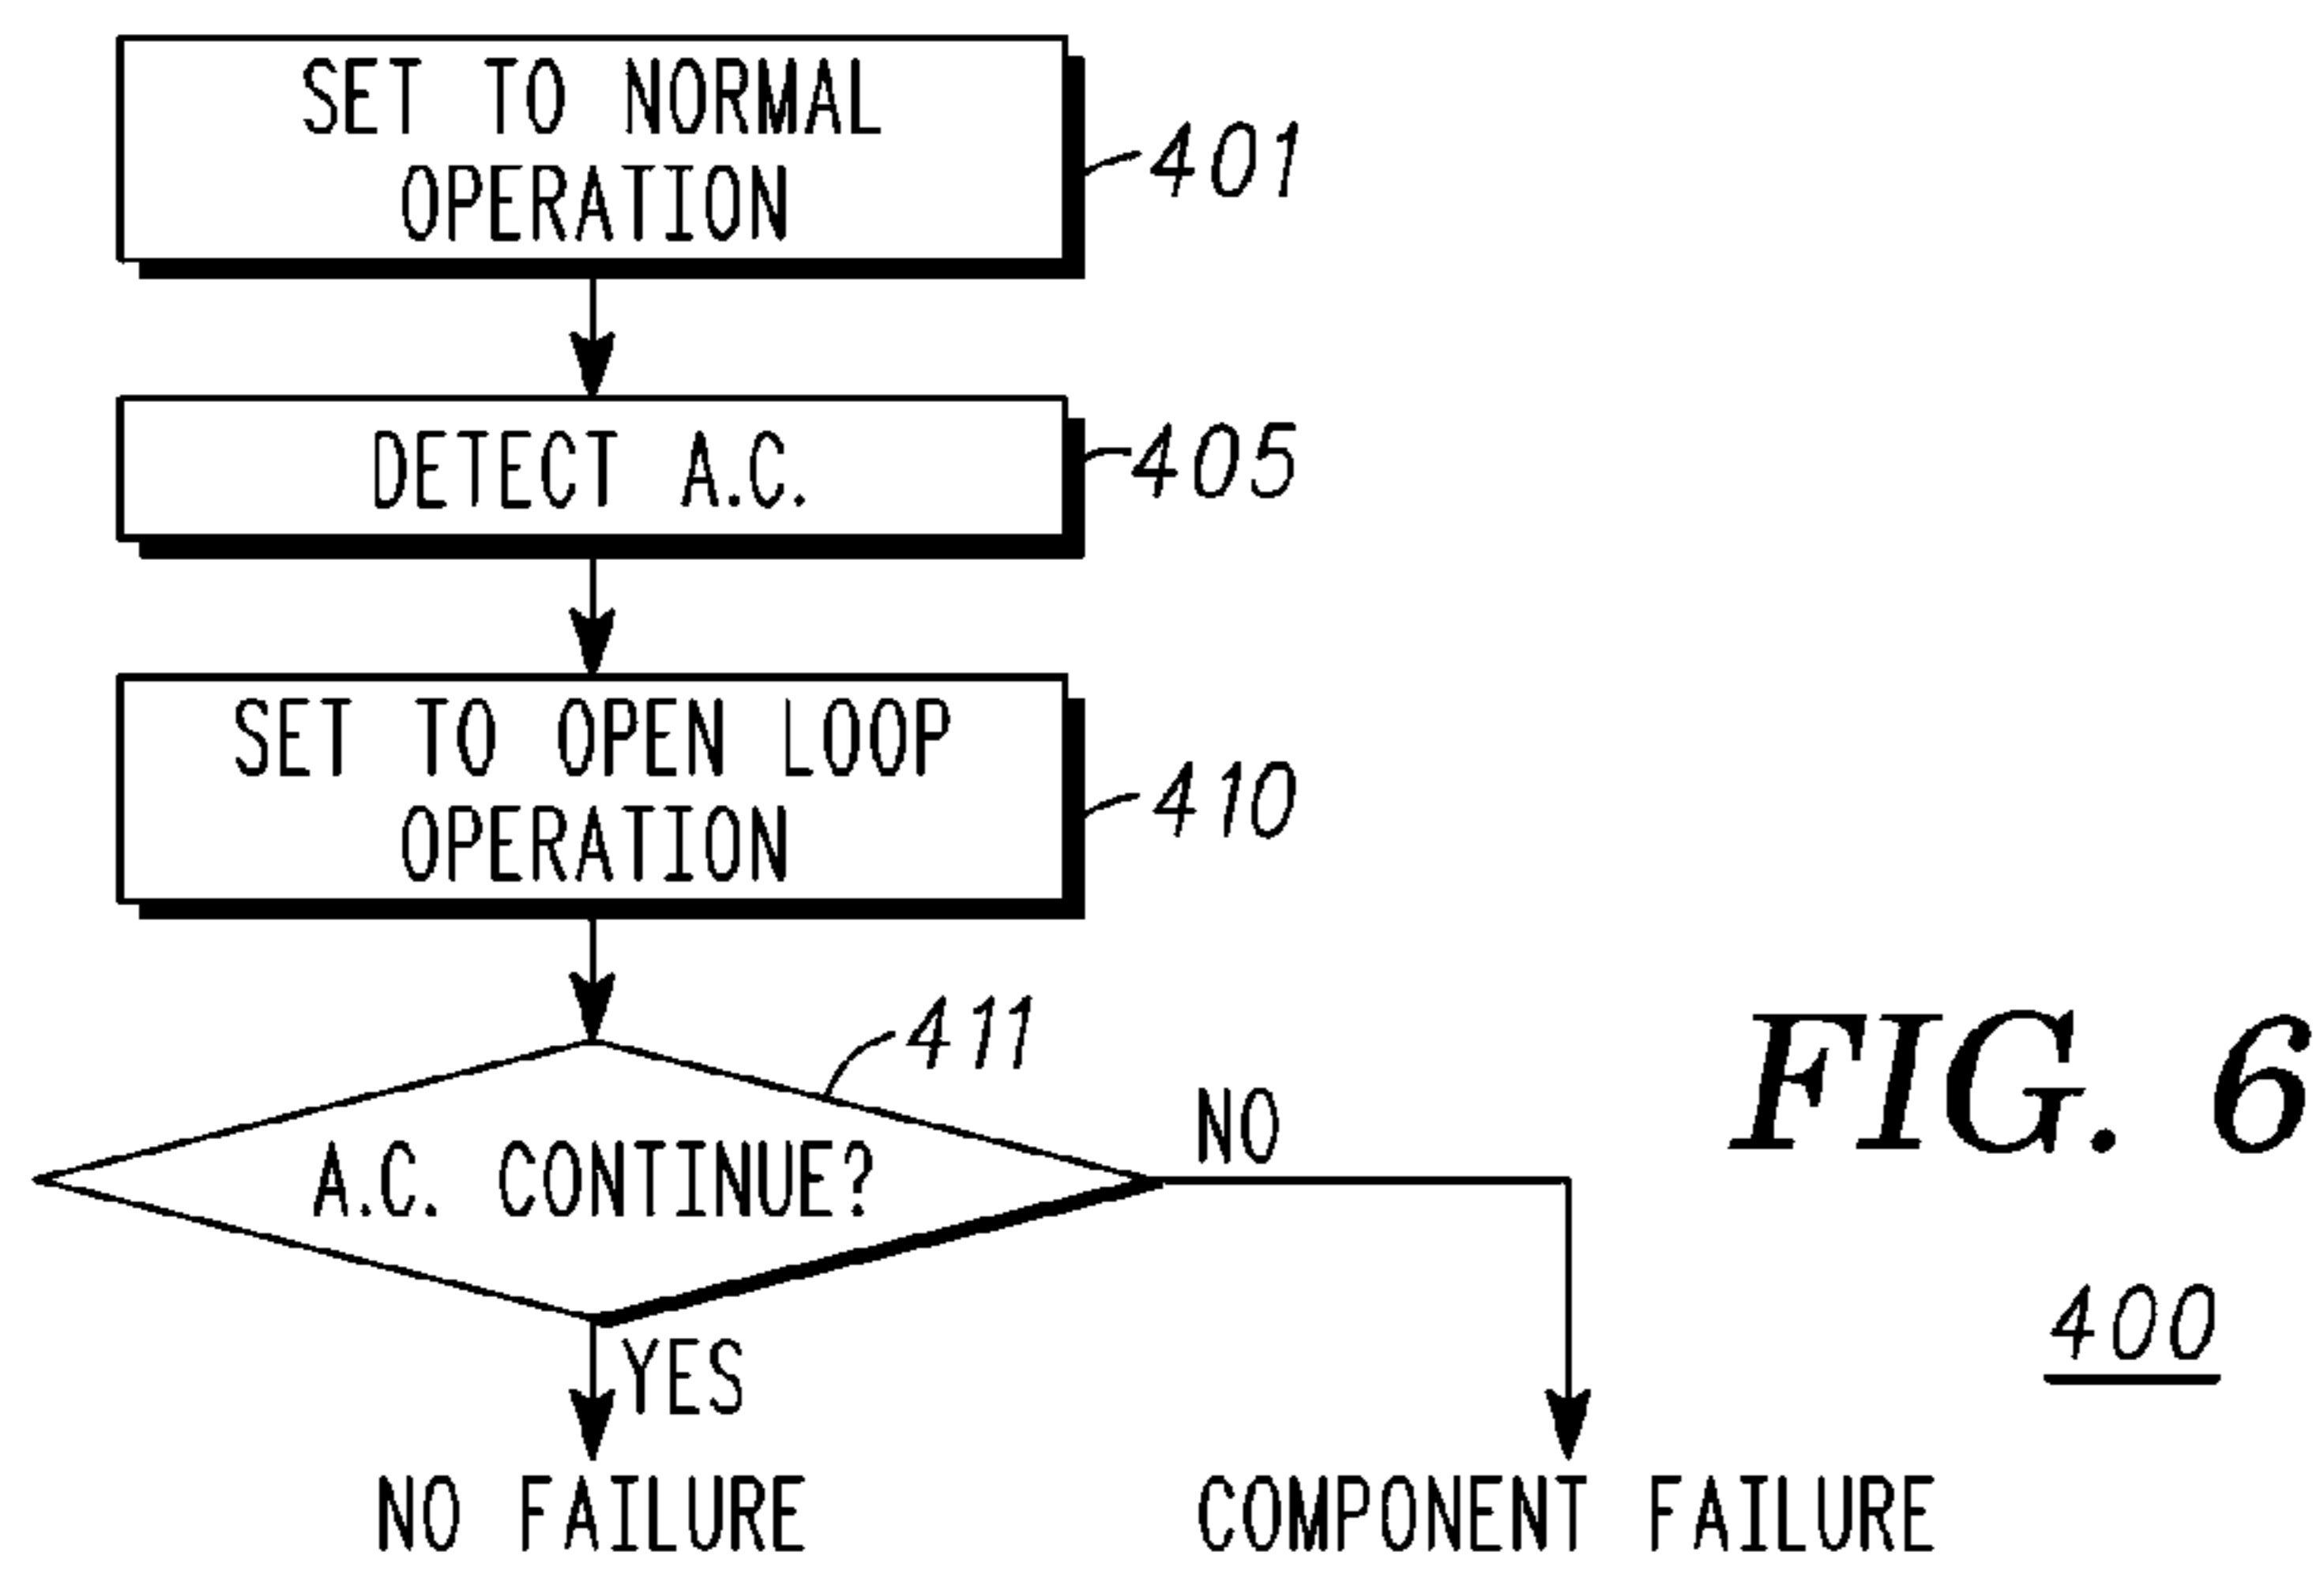 SET TO NORMAL
OPERATION
401
DETECT A.C.
405
SET TO OPEN LOOP
OPERATION
410
411
A.C. CONTINUE?
NO
YES
NO FAILURE
COMPONENT FAILURE
FIG. 6
400